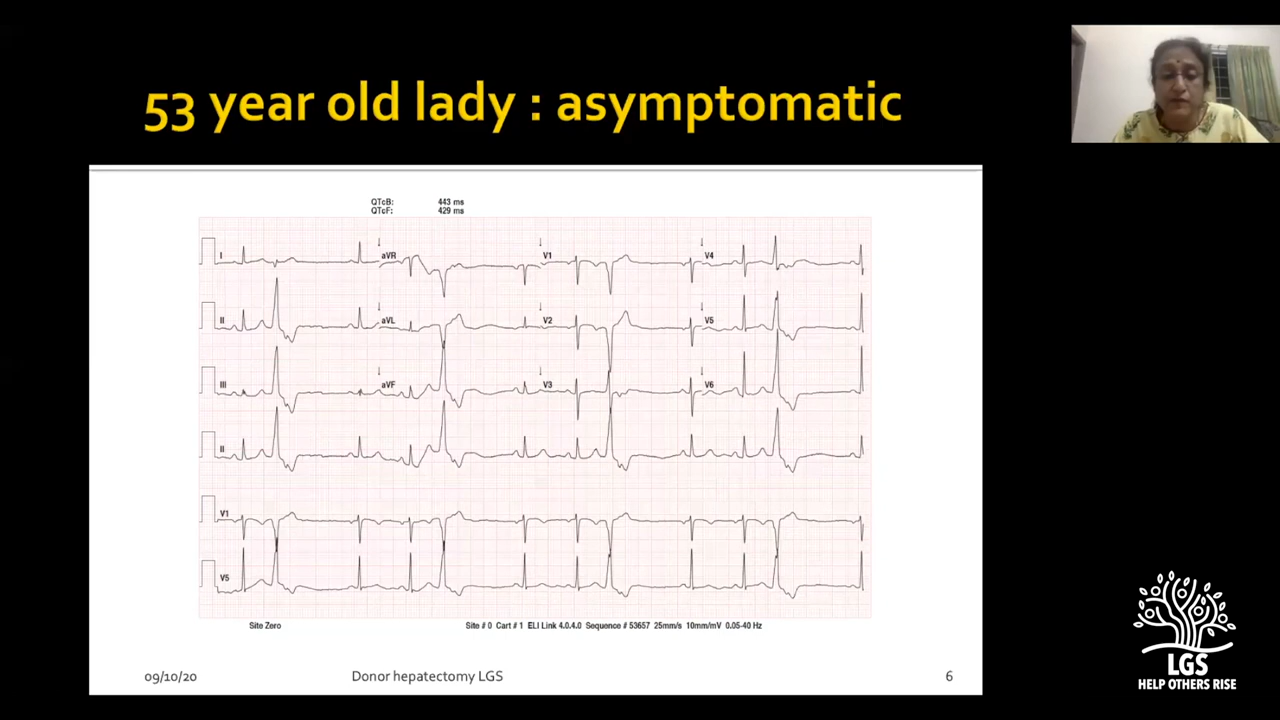 53 year old lady : asymptomatic
QTcB: 443 ms
QTcF: 429 ms
I aVR V1 V4
II aVL V2 V5
III aVF V3 V6
II
V1
V5
Site Zero Site # 0 Cart # 1 ELI Link 4.0.4.0 Sequence # 53657 25mm/s 10mm/mV 0.05-40 Hz
09/10/20 Donor hepatectomy LGS 6
LGS
HELP OTHERS RISE